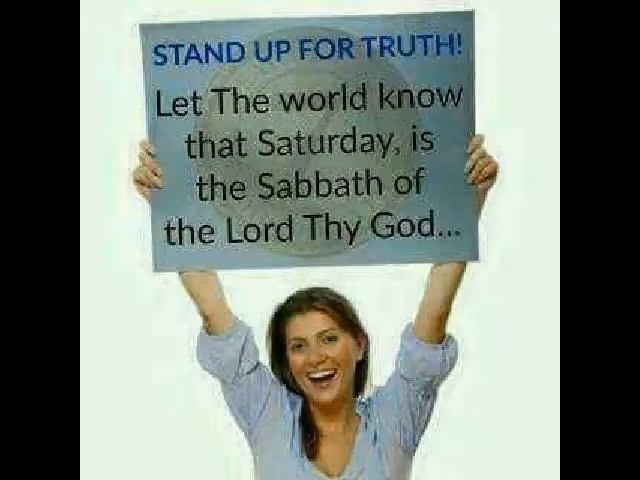 STAND UP FOR TRUTH!
Let The world know
that Saturday, is
the Sabbath of
the Lord Thy God...